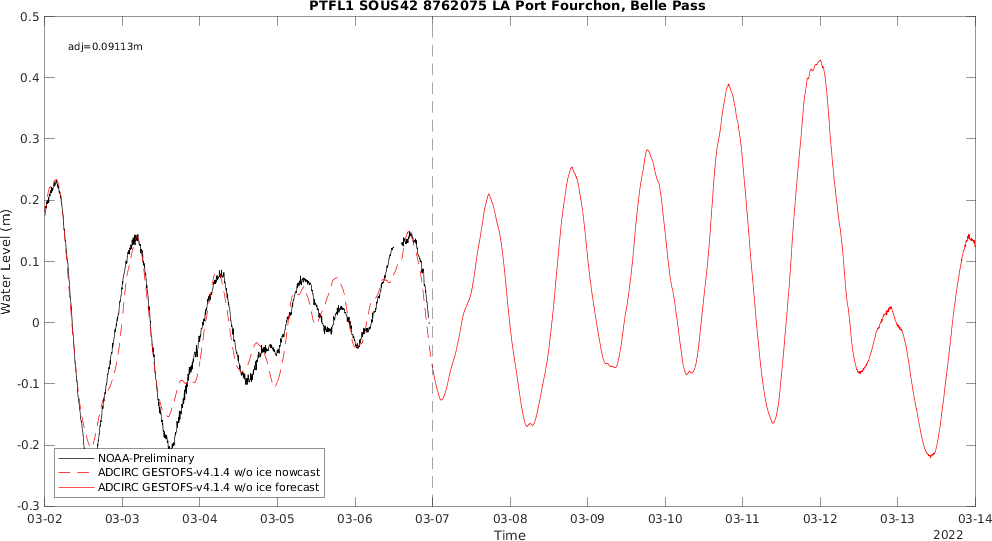 PTFL1 SOUS42 8762075 LA Port Fourchon, Belle Pass
adj=0.09113m
0.5
0.4
0.3
0.2
0.1
0
-0.1
-0.2
-0.3
Water Level (m)
NOAA-Preliminary
ADCIRC GESTOFS-v4.1.4 w/o ice nowcast
ADCIRC GESTOFS-v4.1.4 w/o ice forecast
03-02 03-03 03-04 03-05 03-06 03-07 03-08 03-09 03-10 03-11 03-12 03-13 03-14
Time
2022